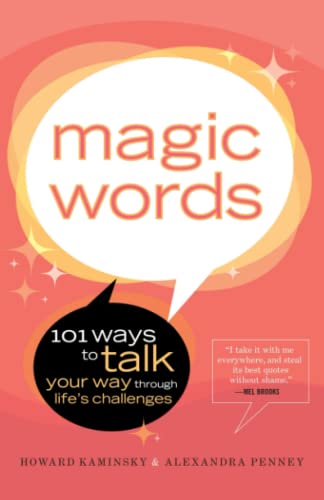 magic
words
101 ways
to talk
your way through
life's challenges
"I take it with me
everywhere, and steal
its best quotes
without shame."
—MEL BROOKS
HOWARD KAMINSKY & ALEXANDRA PENNEY